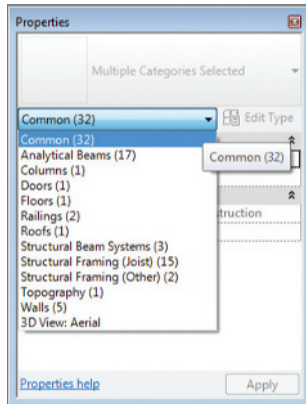 Properties
Multiple Categories Selected
Common (32)
Edit Type
Common (32)
Analytical Beams (17)
Common (32)
Columns (1)
Doors (1)
Floors (1)
Railings (2)
struction
Roofs (1)
Structural Beam Systems (3)
Structural Framing (Joist) (15)
Structural Framing (Other) (2)
Topography (1)
Walls (5)
3D View: Aerial
Properties help
Apply